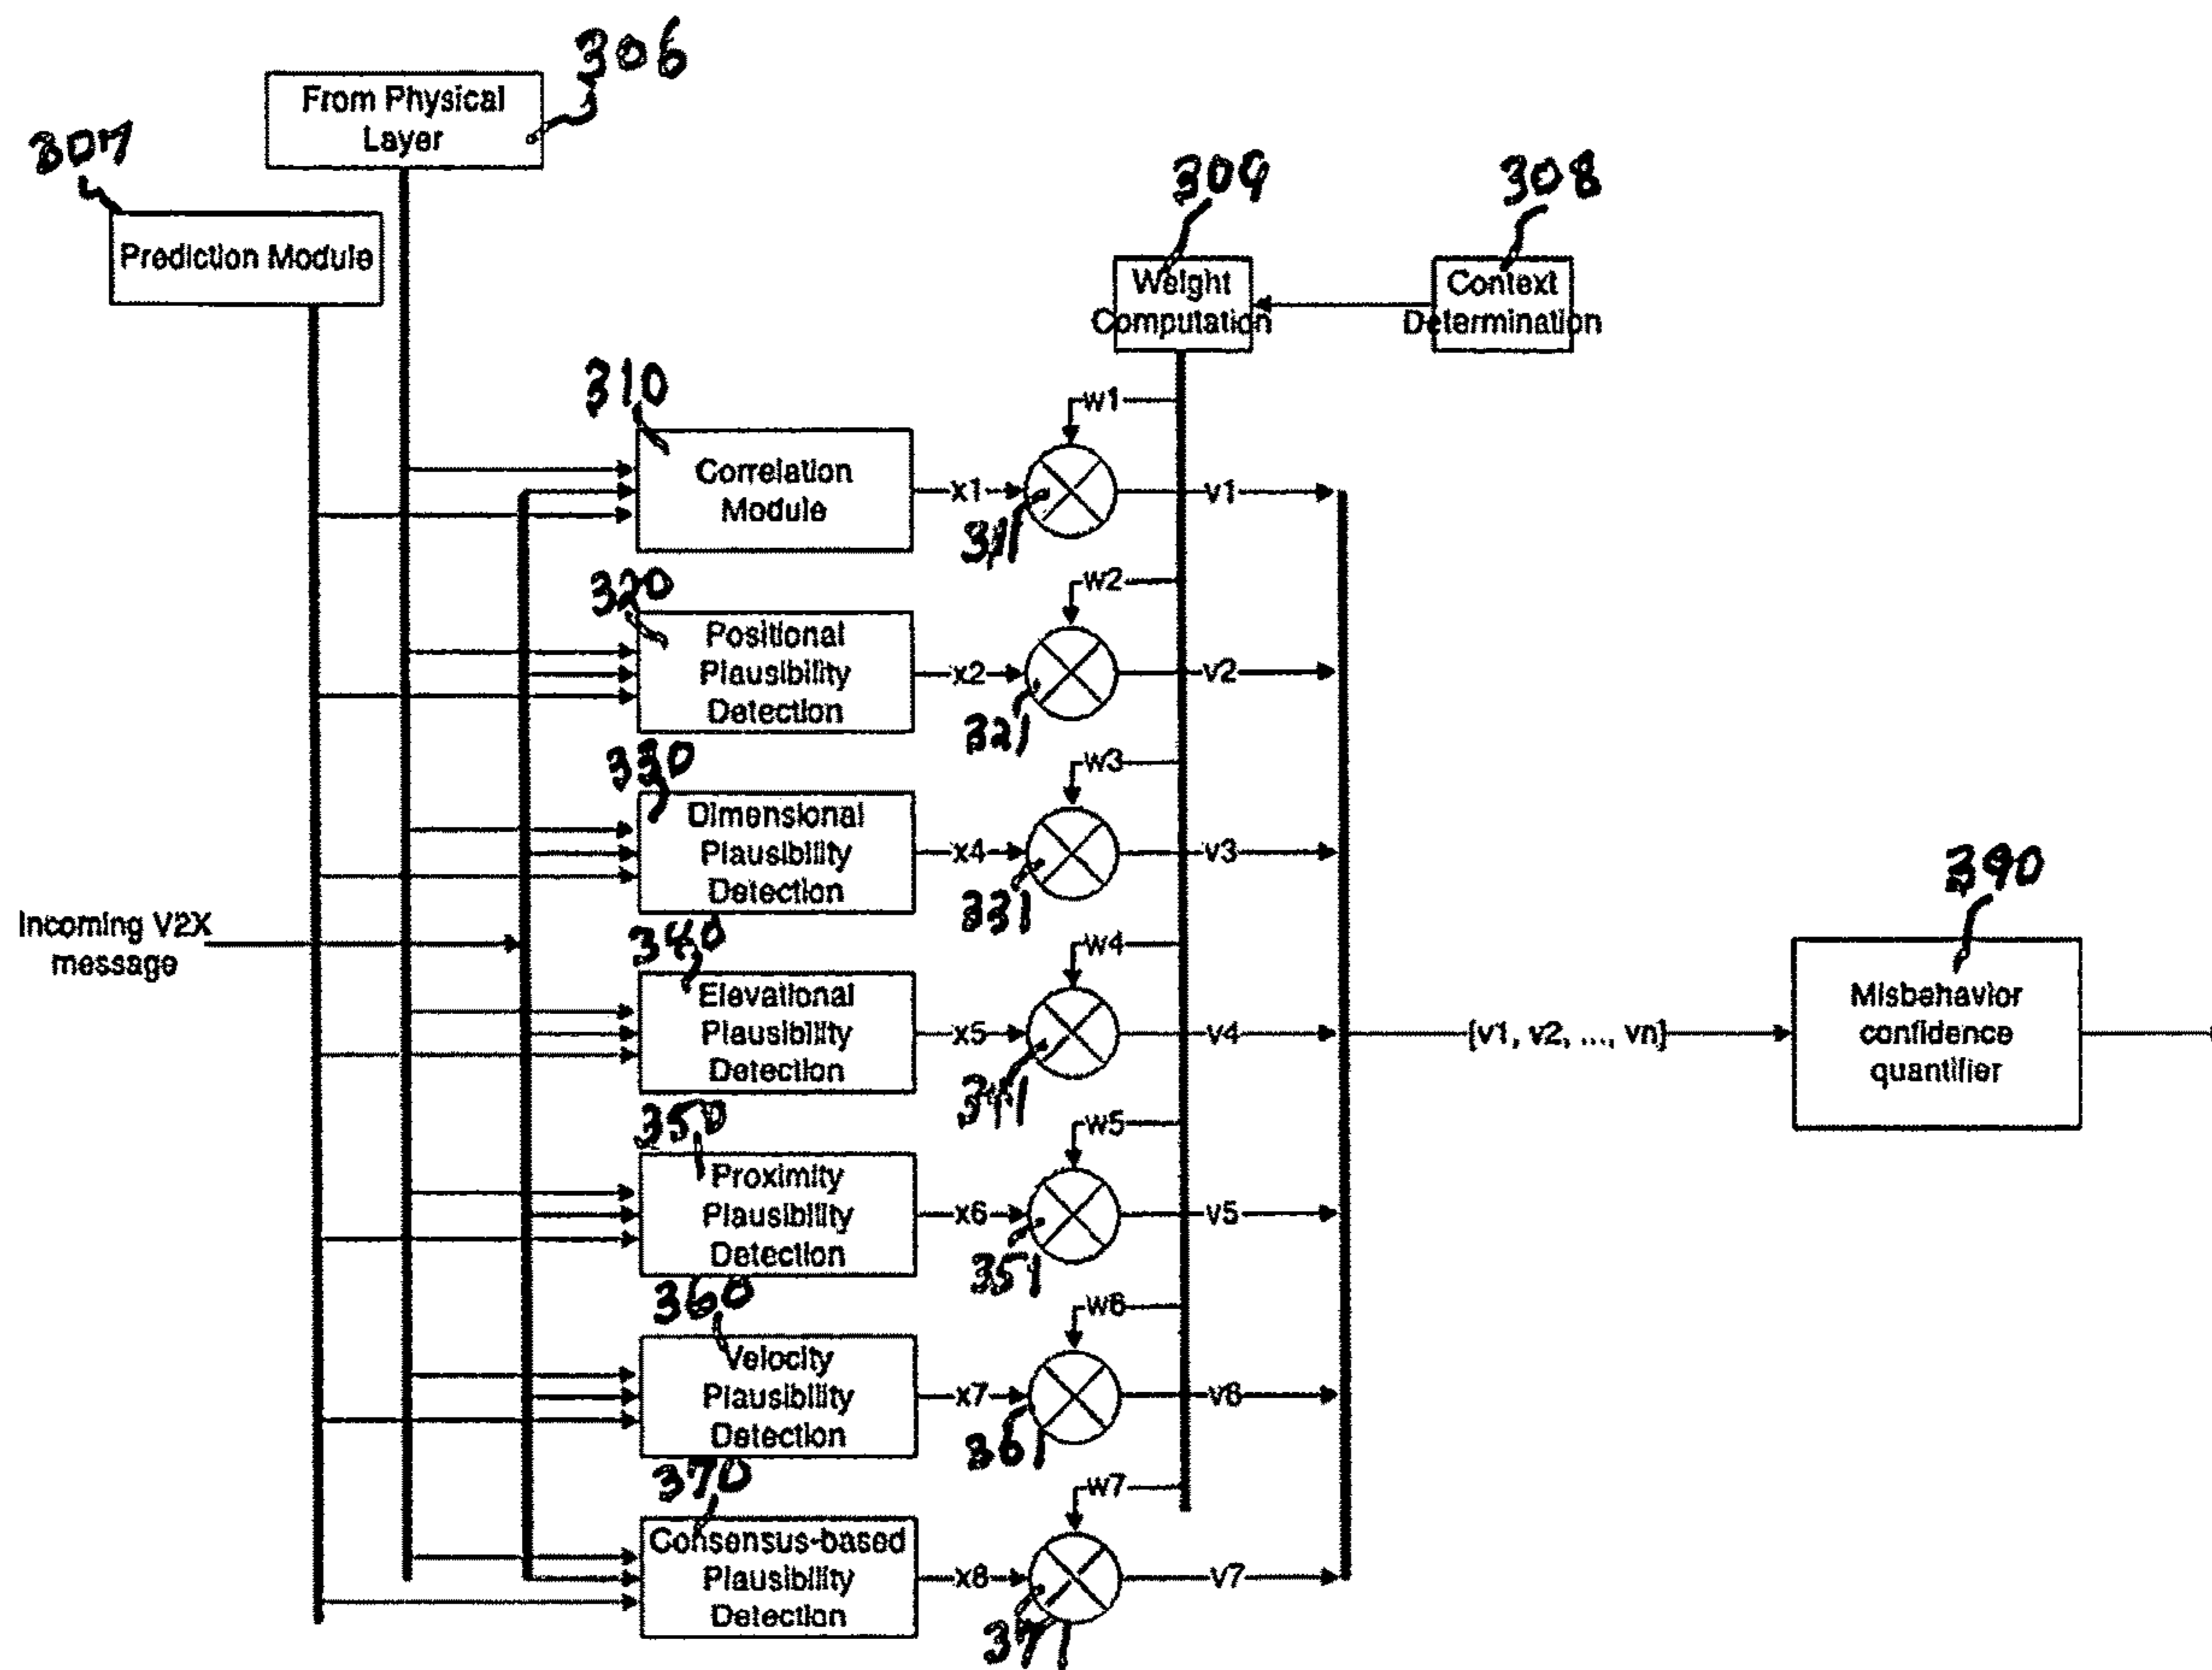 306
From Physical
Layer
307
Prediction Module
309
308
Weight
Computation
Context
Determination
310
w1
Correlation
Module
x1
v1
311
w2
320
Positional
Plausibility
Detection
x2
v2
321
w3
330
Dimensional
Plausibility
Detection
x4
v3
331
Incoming V2X
message
w4
340
Elevational
Plausibility
Detection
x5
v4
341
[v1, v2, ..., vn]
390
Misbehavior
confidence
quantifier
w5
350
Proximity
Plausibility
Detection
x6
v5
351
w6
360
Velocity
Plausibility
Detection
x7
v6
361
w7
370
Consensus-based
Plausibility
Detection
x8
v7
371